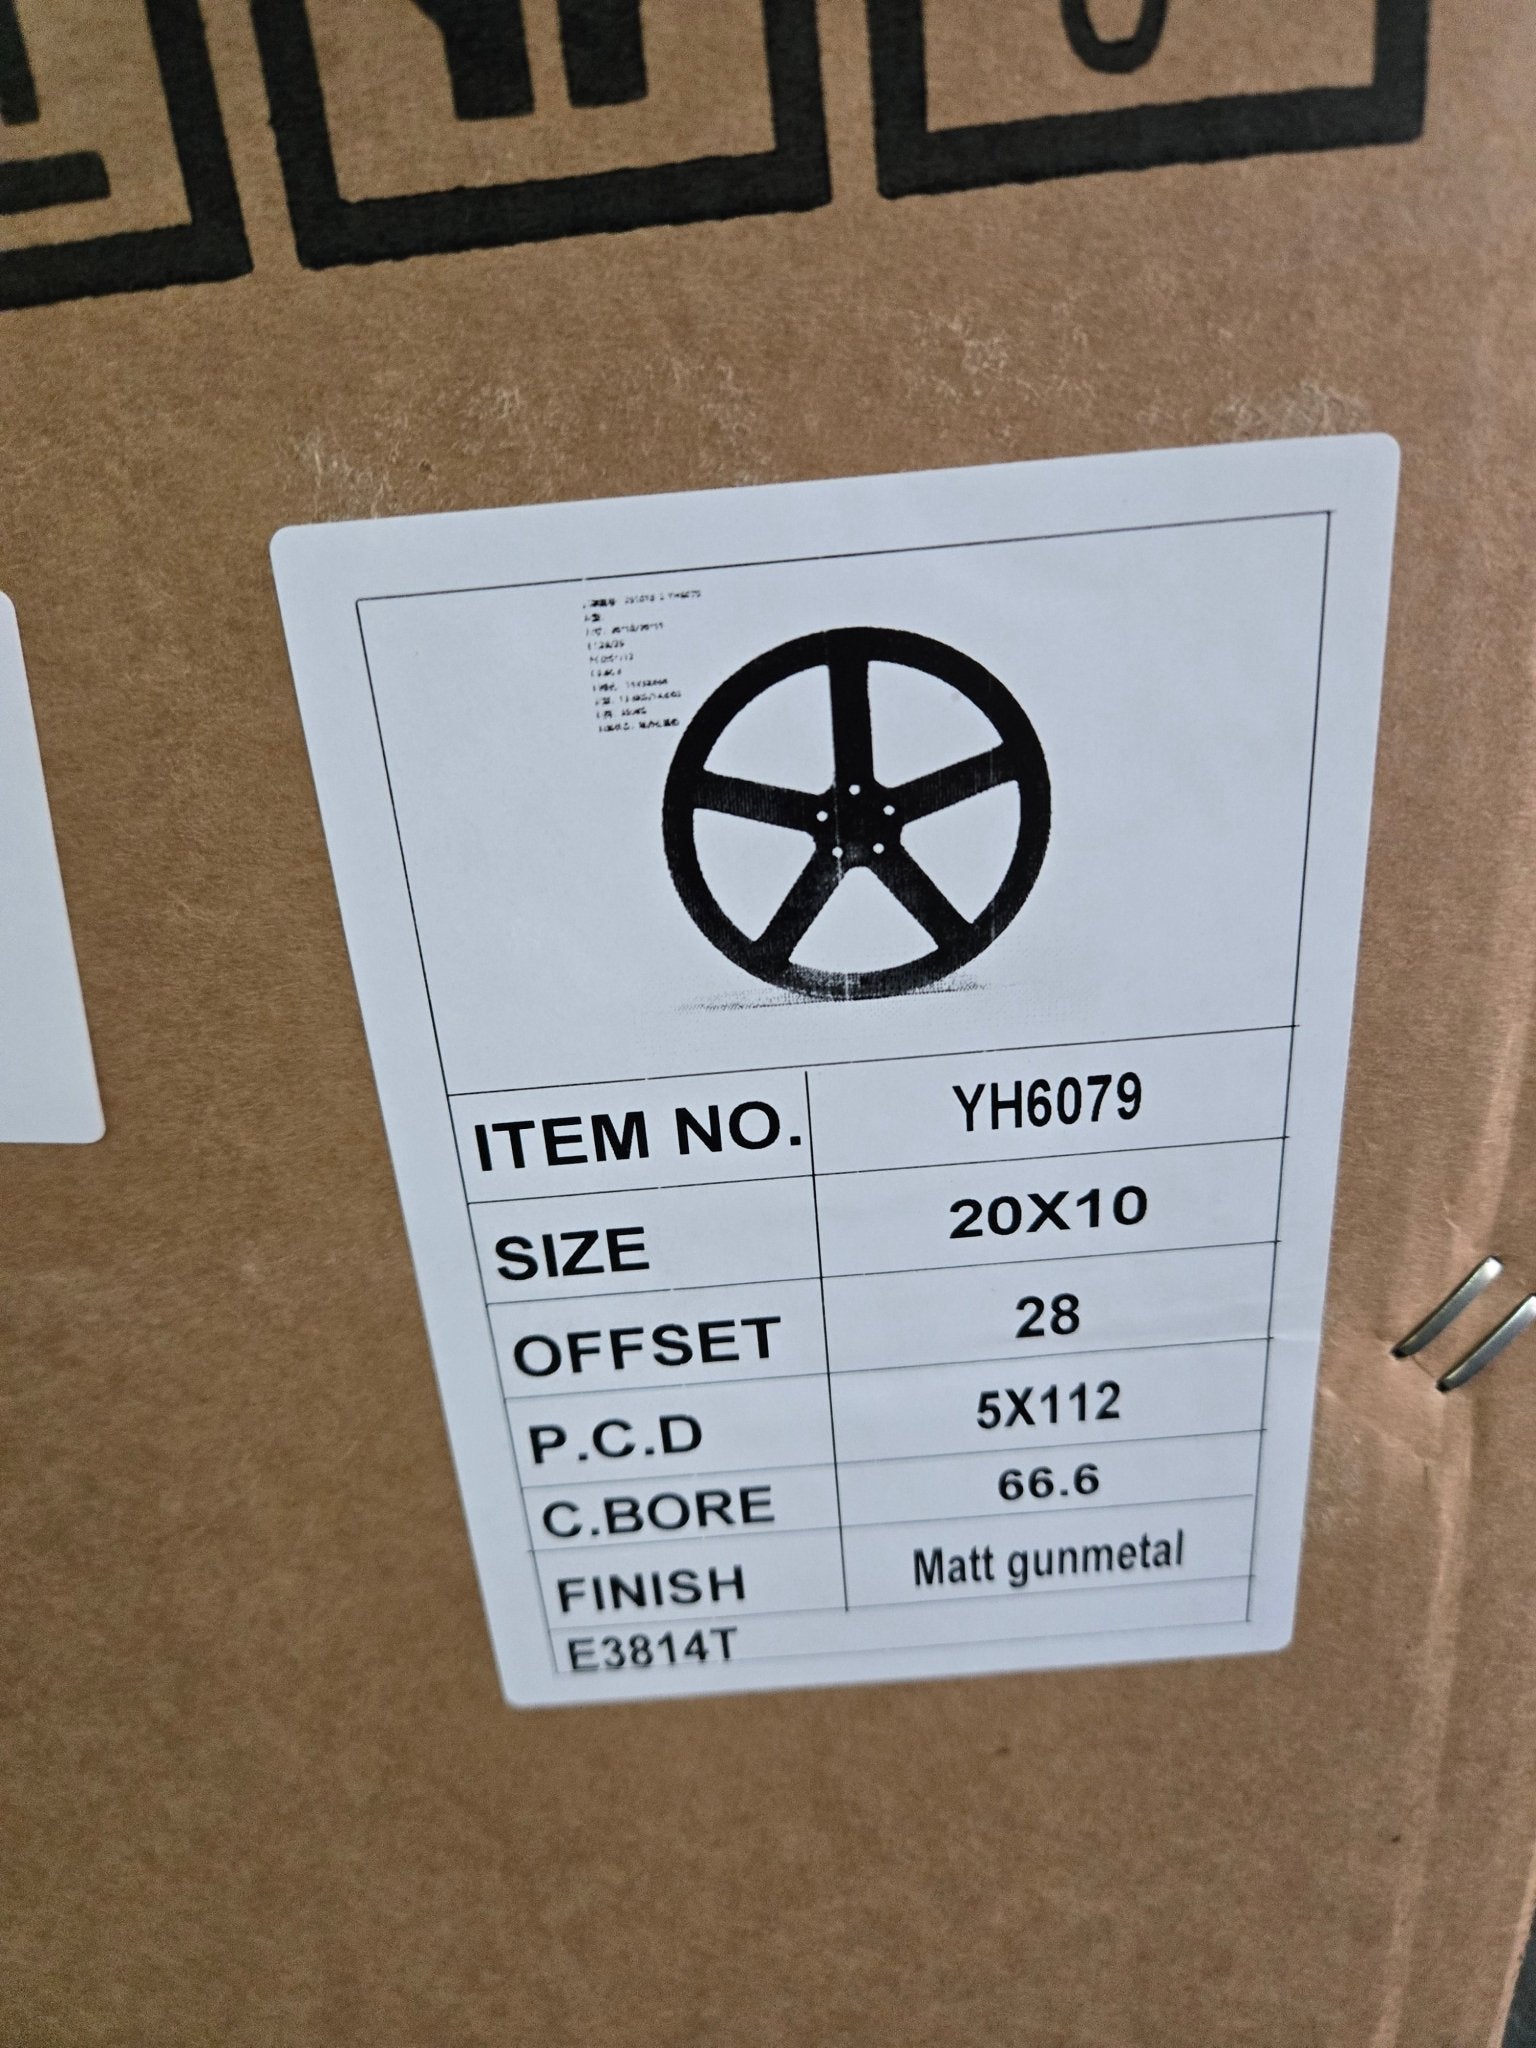 ITEM NO. YH6079
SIZE 20X10
OFFSET 28
P.C.D 5X112
C.BORE 66.6
FINISH Matt gunmetal
E3814T